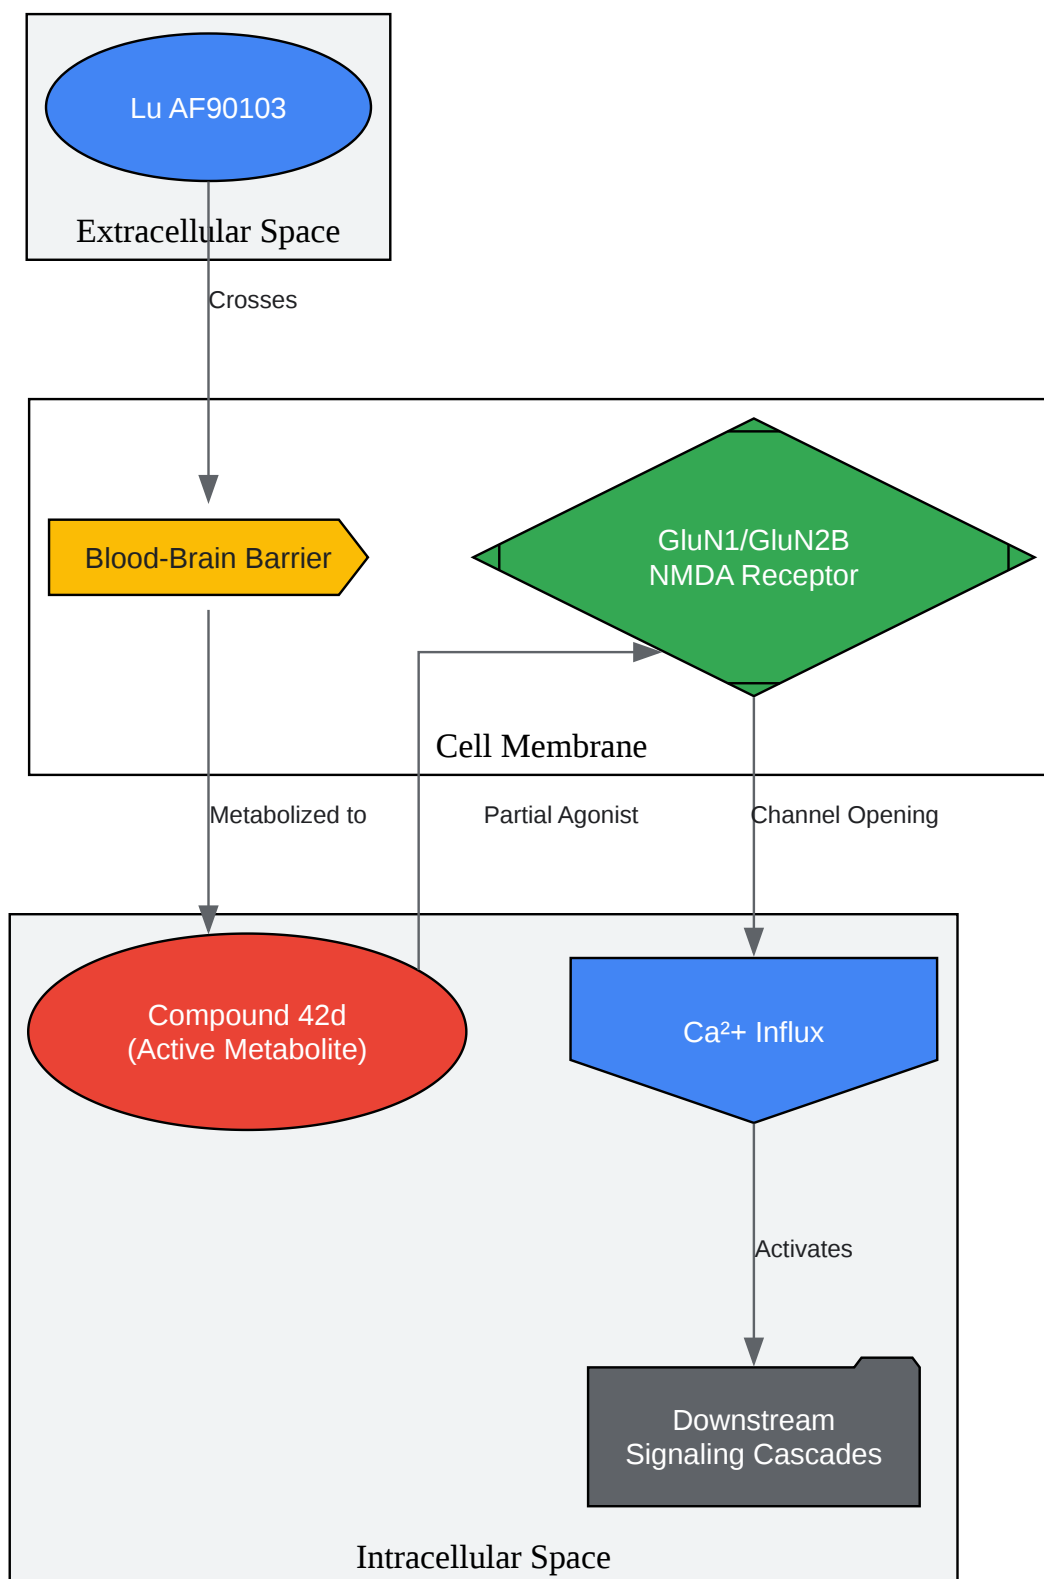 Lu AF90103
Extracellular Space
Crosses
Blood-Brain Barrier
GluN1/GluN2B
NMDA Receptor
Cell Membrane
Metabolized to
Partial Agonist
Channel Opening
Compound 42d
(Active Metabolite)
Ca²+ Influx
Activates
Downstream
Signaling Cascades
Intracellular Space